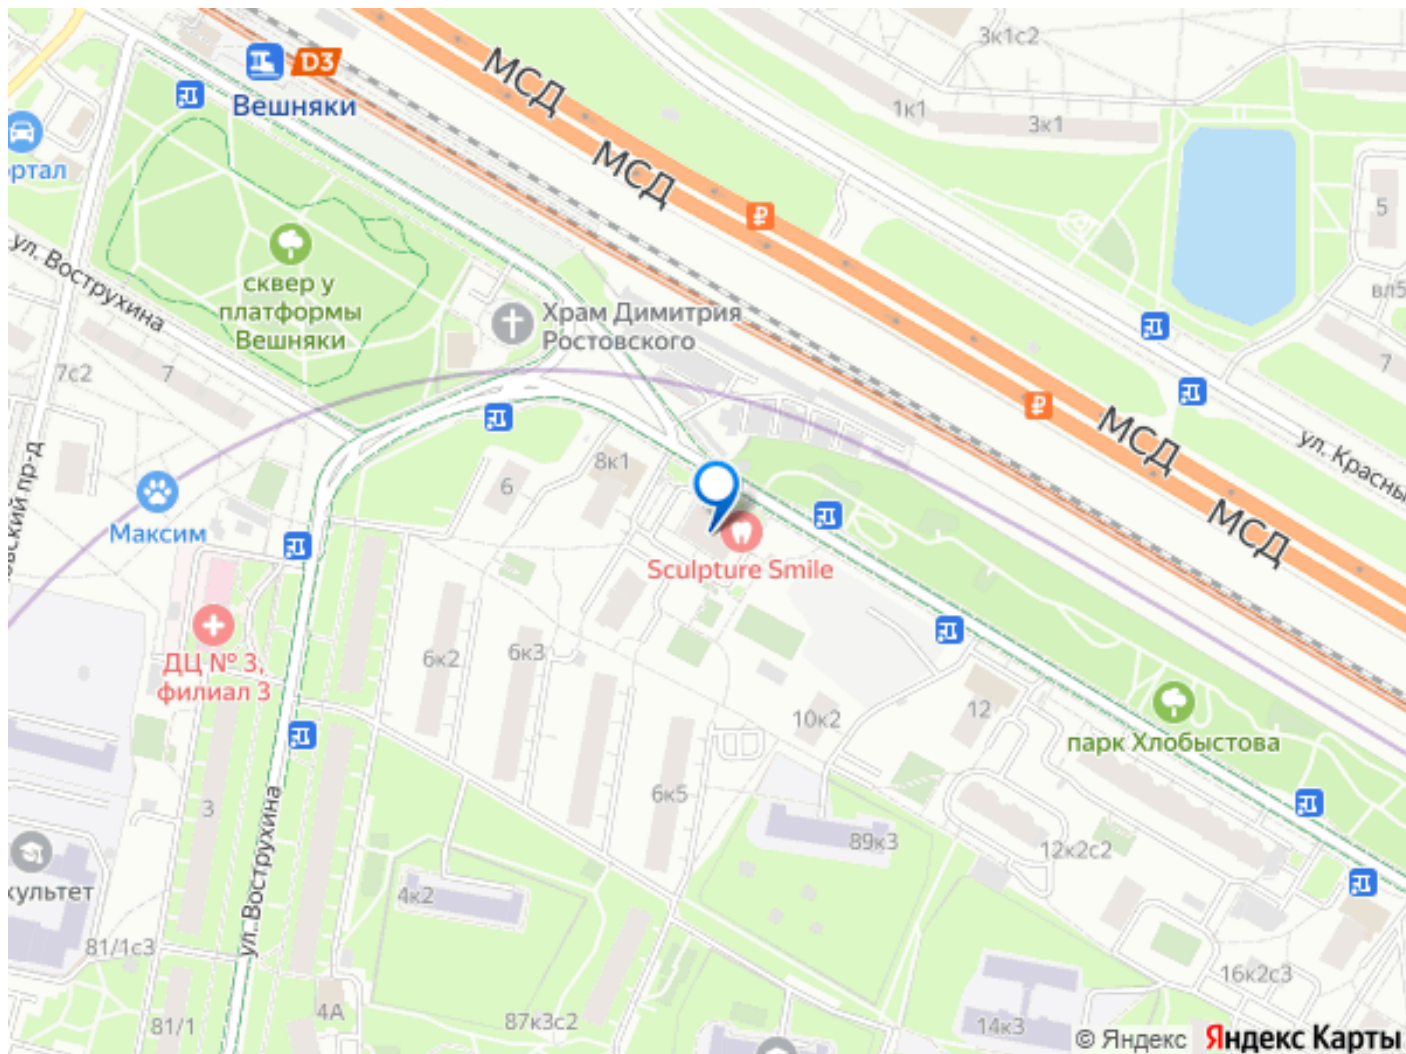 3к1с2
D3
МСД
Вешняки
1к1
3к1
МСД
ртал
5
ул. Вострухина
сквер у
платформы
Вешняки
Храм Димитрия
Ростовского
вл5
7с2
7
7
МСД
ул. Красны
8к1
6
вский пр-д
Максим
МСД
Sculpture Smile
6к2
6к3
ДЦ № 3,
филиал 3
10к2
12
парк Хлобыстова
3
6к5
89к3
12к2с2
ул. Вострухина
культет
4к2
81/1с3
16к2с3
4А
81/1
87к3с2
14к3
© Яндекс Яндекс Карты